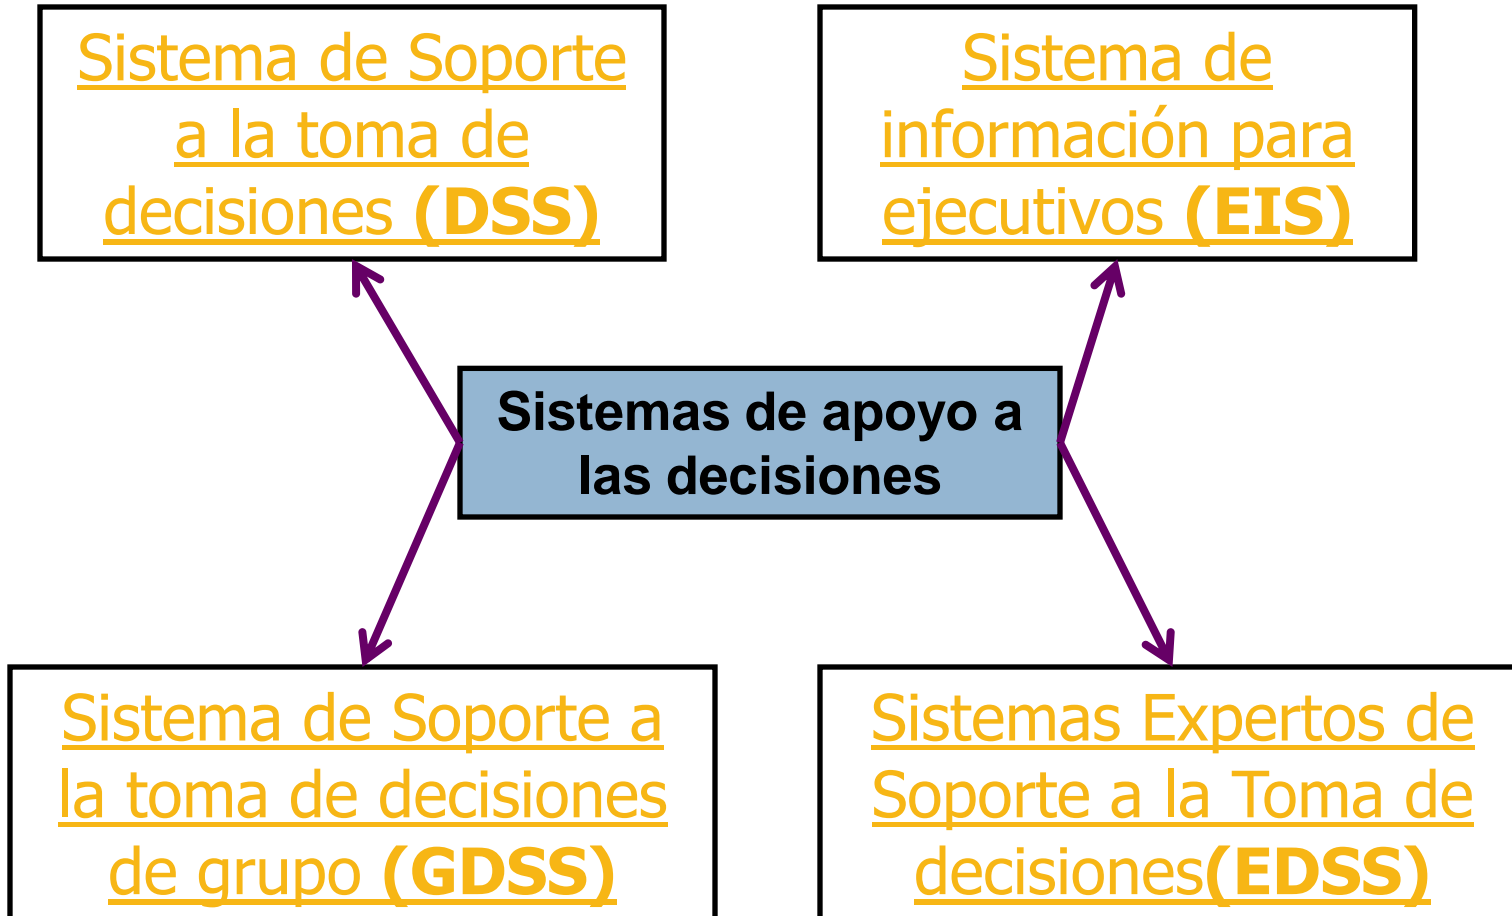 Sistema de Soporte
a la toma de
decisiones (DSS)
Sistema de
información para
ejecutivos (EIS)
Sistemas de apoyo a
las decisiones
Sistema de Soporte a
la toma de decisiones
de grupo (GDSS)
Sistemas Expertos de
Soporte a la Toma de
decisiones(EDSS)